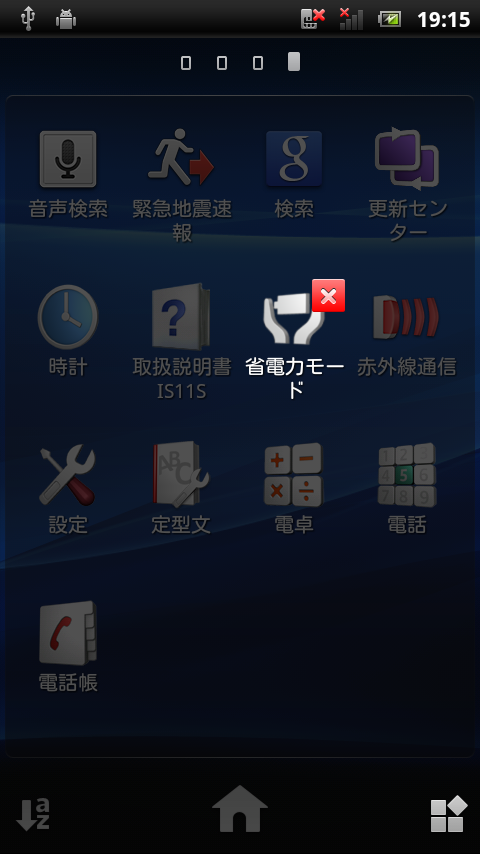 19:15
音声検索
緊急地震速
報
検索
更新セン
ター
時計
取扱説明書
IS11S
省電力モー
ド
赤外線通信
設定
定型文
電卓
電話
電話帳